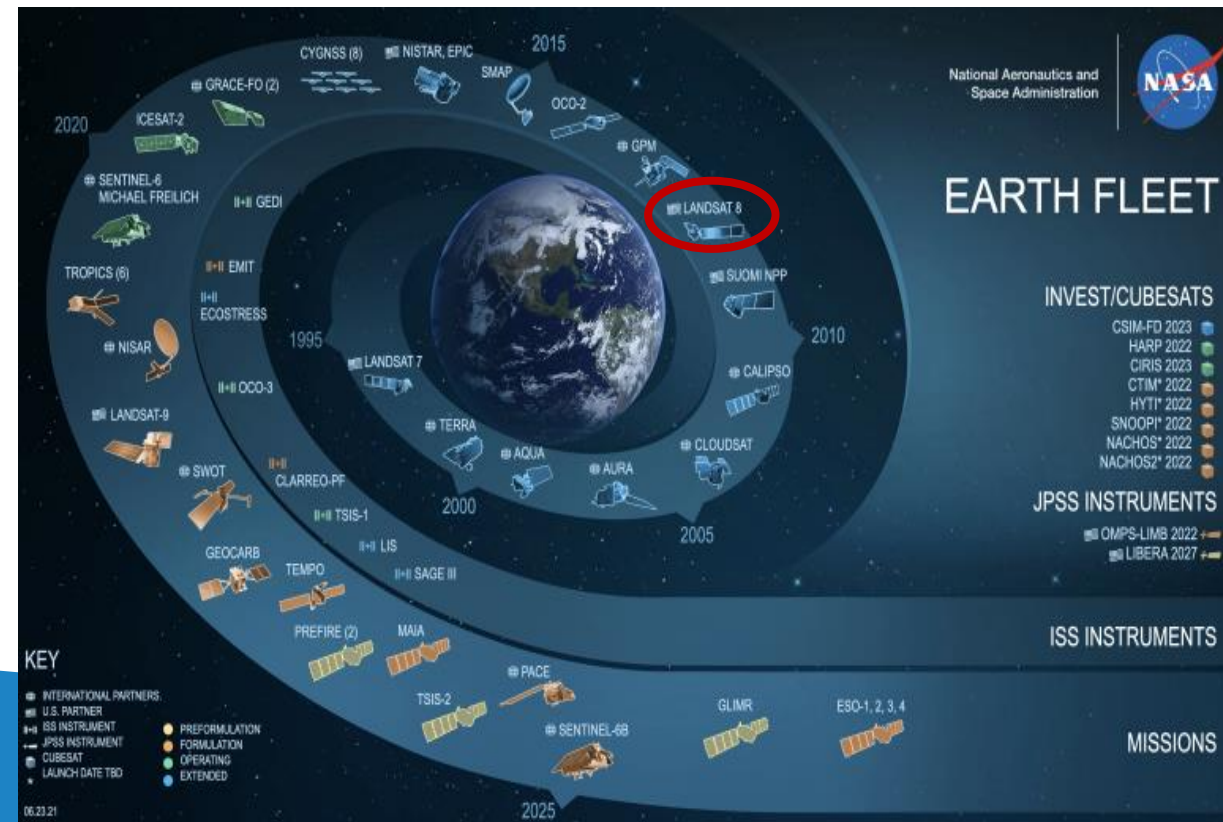 National Aeronautics and
Space Administration
NASA
EARTH FLEET
2015
CYGNSS (8)
NISTAR, EPIC
SMAP
GRACE-FO (2)
OCO-2
2020
ICESAT-2
GPM
SENTINEL-6
MICHAEL FREILICH
GEDI
LANDSAT 8
TROPICS (6)
EMIT
SUOMI NPP
ECOSTRESS
NISAR
1995
2010
LANDSAT 7
CALIPSO
OCO-3
LANDSAT-9
TERRA
AQUA
AURA
CLOUDSAT
SWOT
CLARREO-PF
2000
TSIS-1
2005
LIS
GEOCARB
TEMPO
SAGE III
PREFIRE (2)
MAIA
PACE
TSIS-2
GLIMR
ESO-1, 2, 3, 4
SENTINEL-6B
2025
INVEST/CUBESATS
CSIM-FD 2023
HARP 2022
CIRIS 2023
CTIM* 2022
HYTI* 2022
SNOOPI* 2022
NACHOS* 2022
NACHOS2* 2022
JPSS INSTRUMENTS
OMPS-LIMB 2022
LIBERA 2027
ISS INSTRUMENTS
MISSIONS
KEY
INTERNATIONAL PARTNERS
U.S. PARTNER
ISS INSTRUMENT
JPSS INSTRUMENT
CUBESAT
* LAUNCH DATE TBD
PREFORMULATION
FORMULATION
OPERATING
EXTENDED
06.23.21